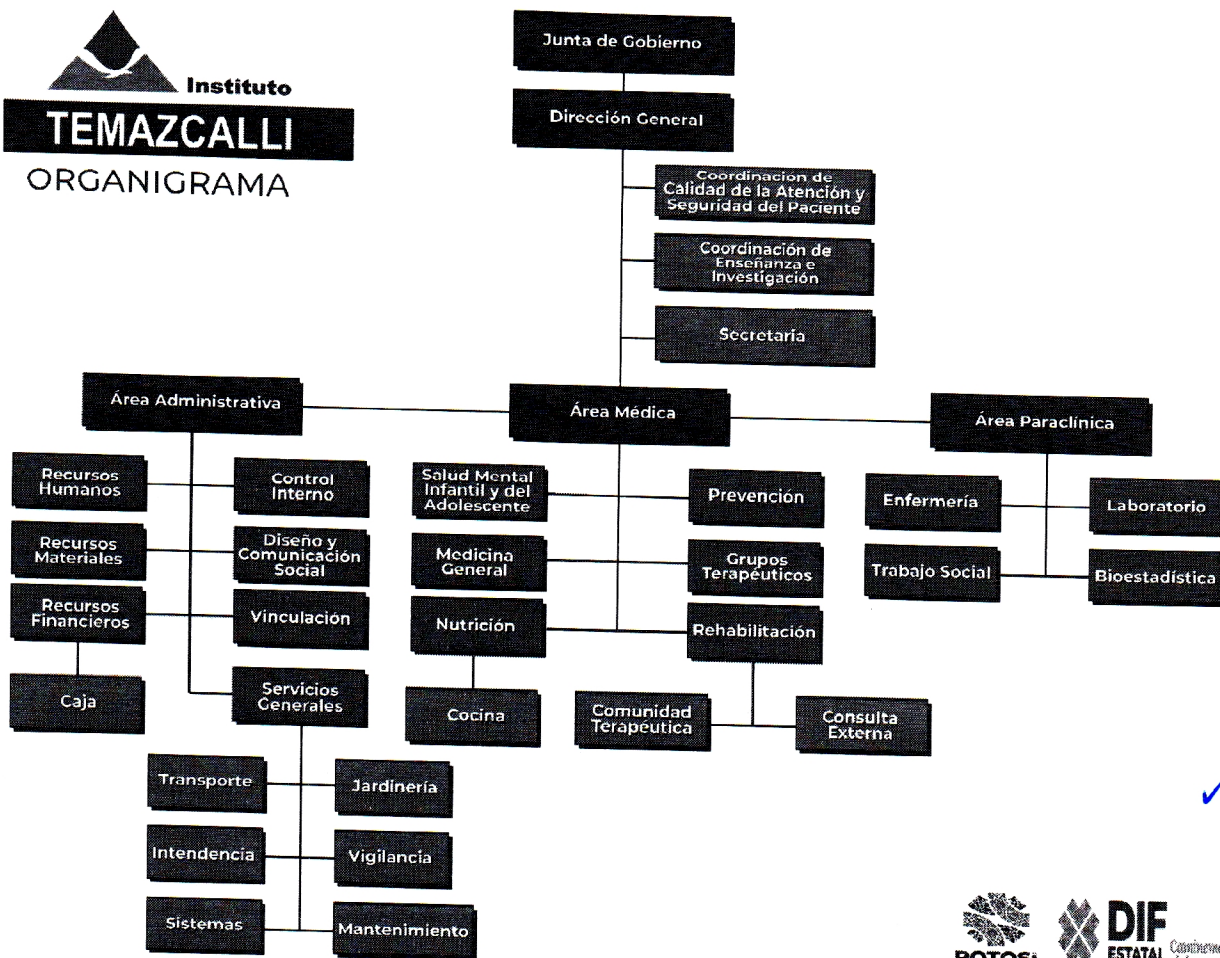 Instituto
TEMAZCALLI
ORGANIGRAMA
Junta de Gobierno
Dirección General
Coordinación de
Calidad de la Atención y
Seguridad del Paciente
Coordinación de
Enseñanza e
Investigación
Secretaria
Área Administrativa
Área Médica
Área Paraclínica
Recursos
Humanos
Control
Interno
Recursos
Materiales
Diseño y
Comunicación
Social
Recursos
Financieros
Vinculación
Caja
Servicios
Generales
Transporte
Jardinería
Intendencia
Vigilancia
Sistemas
Mantenimiento
Salud Mental
Infantil y del
Adolescente
Prevención
Medicina
General
Grupos
Terapéuticos
Nutrición
Rehabilitación
Cocina
Comunidad
Terapéutica
Consulta
Externa
Enfermería
Laboratorio
Trabajo Social
Bioestadística
POTOSÍ
DIF
ESTATAL